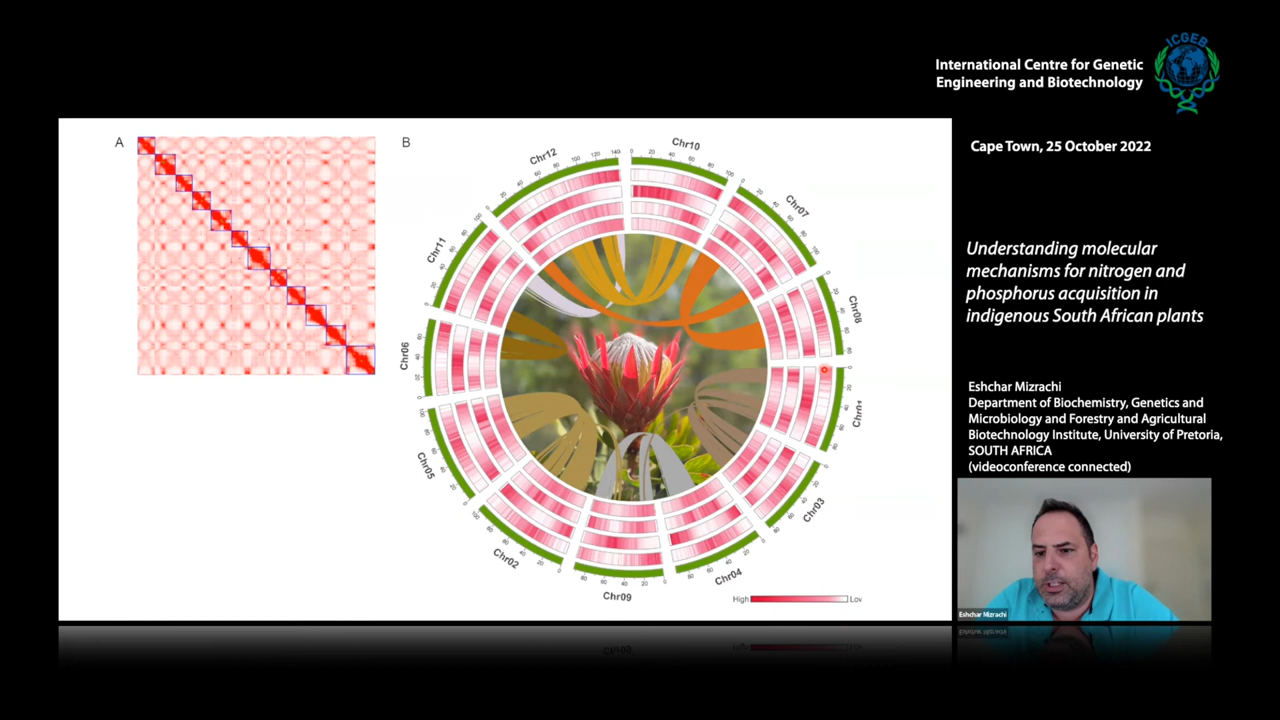 ICGEB
International Centre for Genetic
Engineering and Biotechnology
Cape Town, 25 October 2022
Understanding molecular
mechanisms for nitrogen and
phosphorus acquisition in
indigenous South African plants
Eshchar Mizrachi
Department of Biochemistry, Genetics and
Microbiology and Forestry and Agricultural
Biotechnology Institute, University of Pretoria,
SOUTH AFRICA
(videoconference connected)
Eshchar Mizrachi
A
B
Chr12
Chr10
Chr07
Chr08
Chr01
Chr03
Chr04
Chr09
Chr02
Chr05
Chr06
Chr11
High
Lov